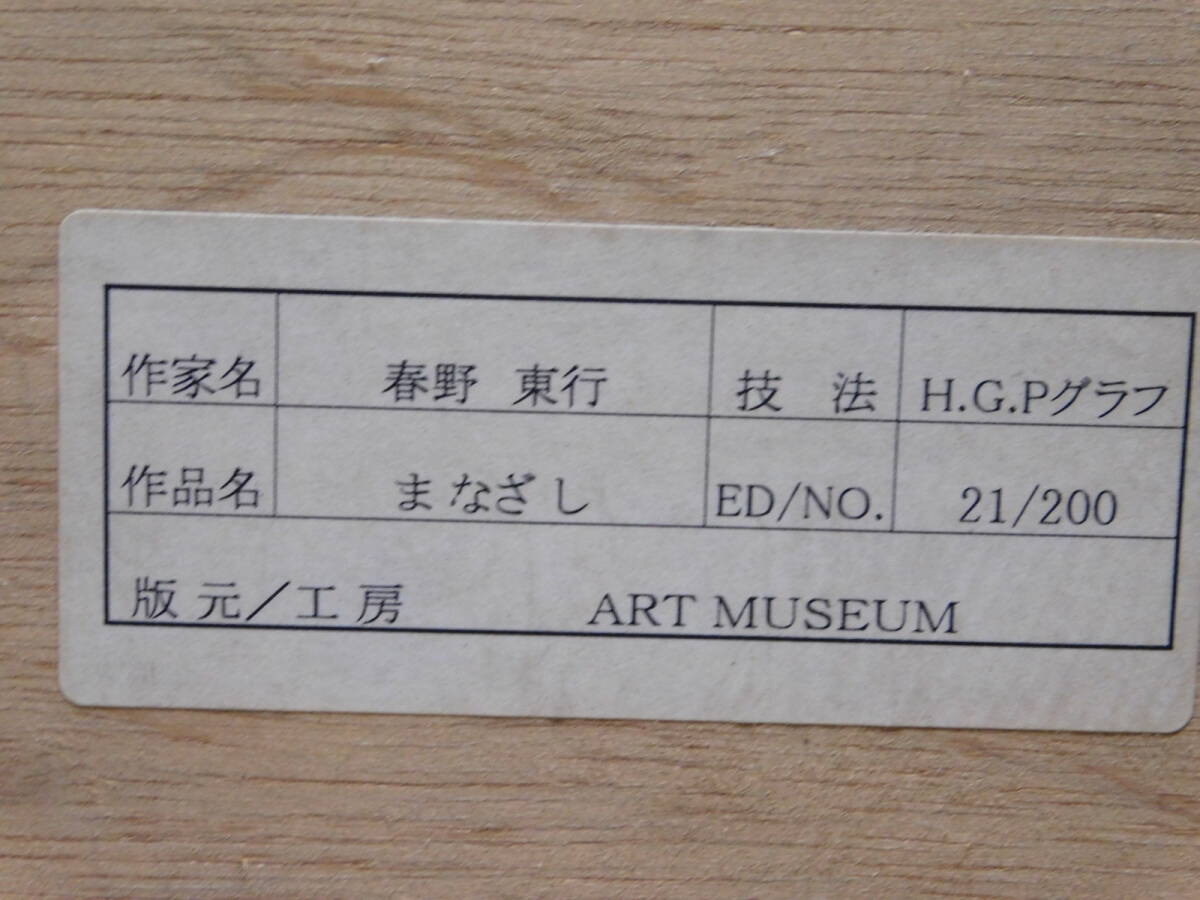 作家名 春野 東行 技 法 H.G.Pグラフ
作品名 まなざし ED/NO. 21/200
版 元／工 房 ART MUSEUM